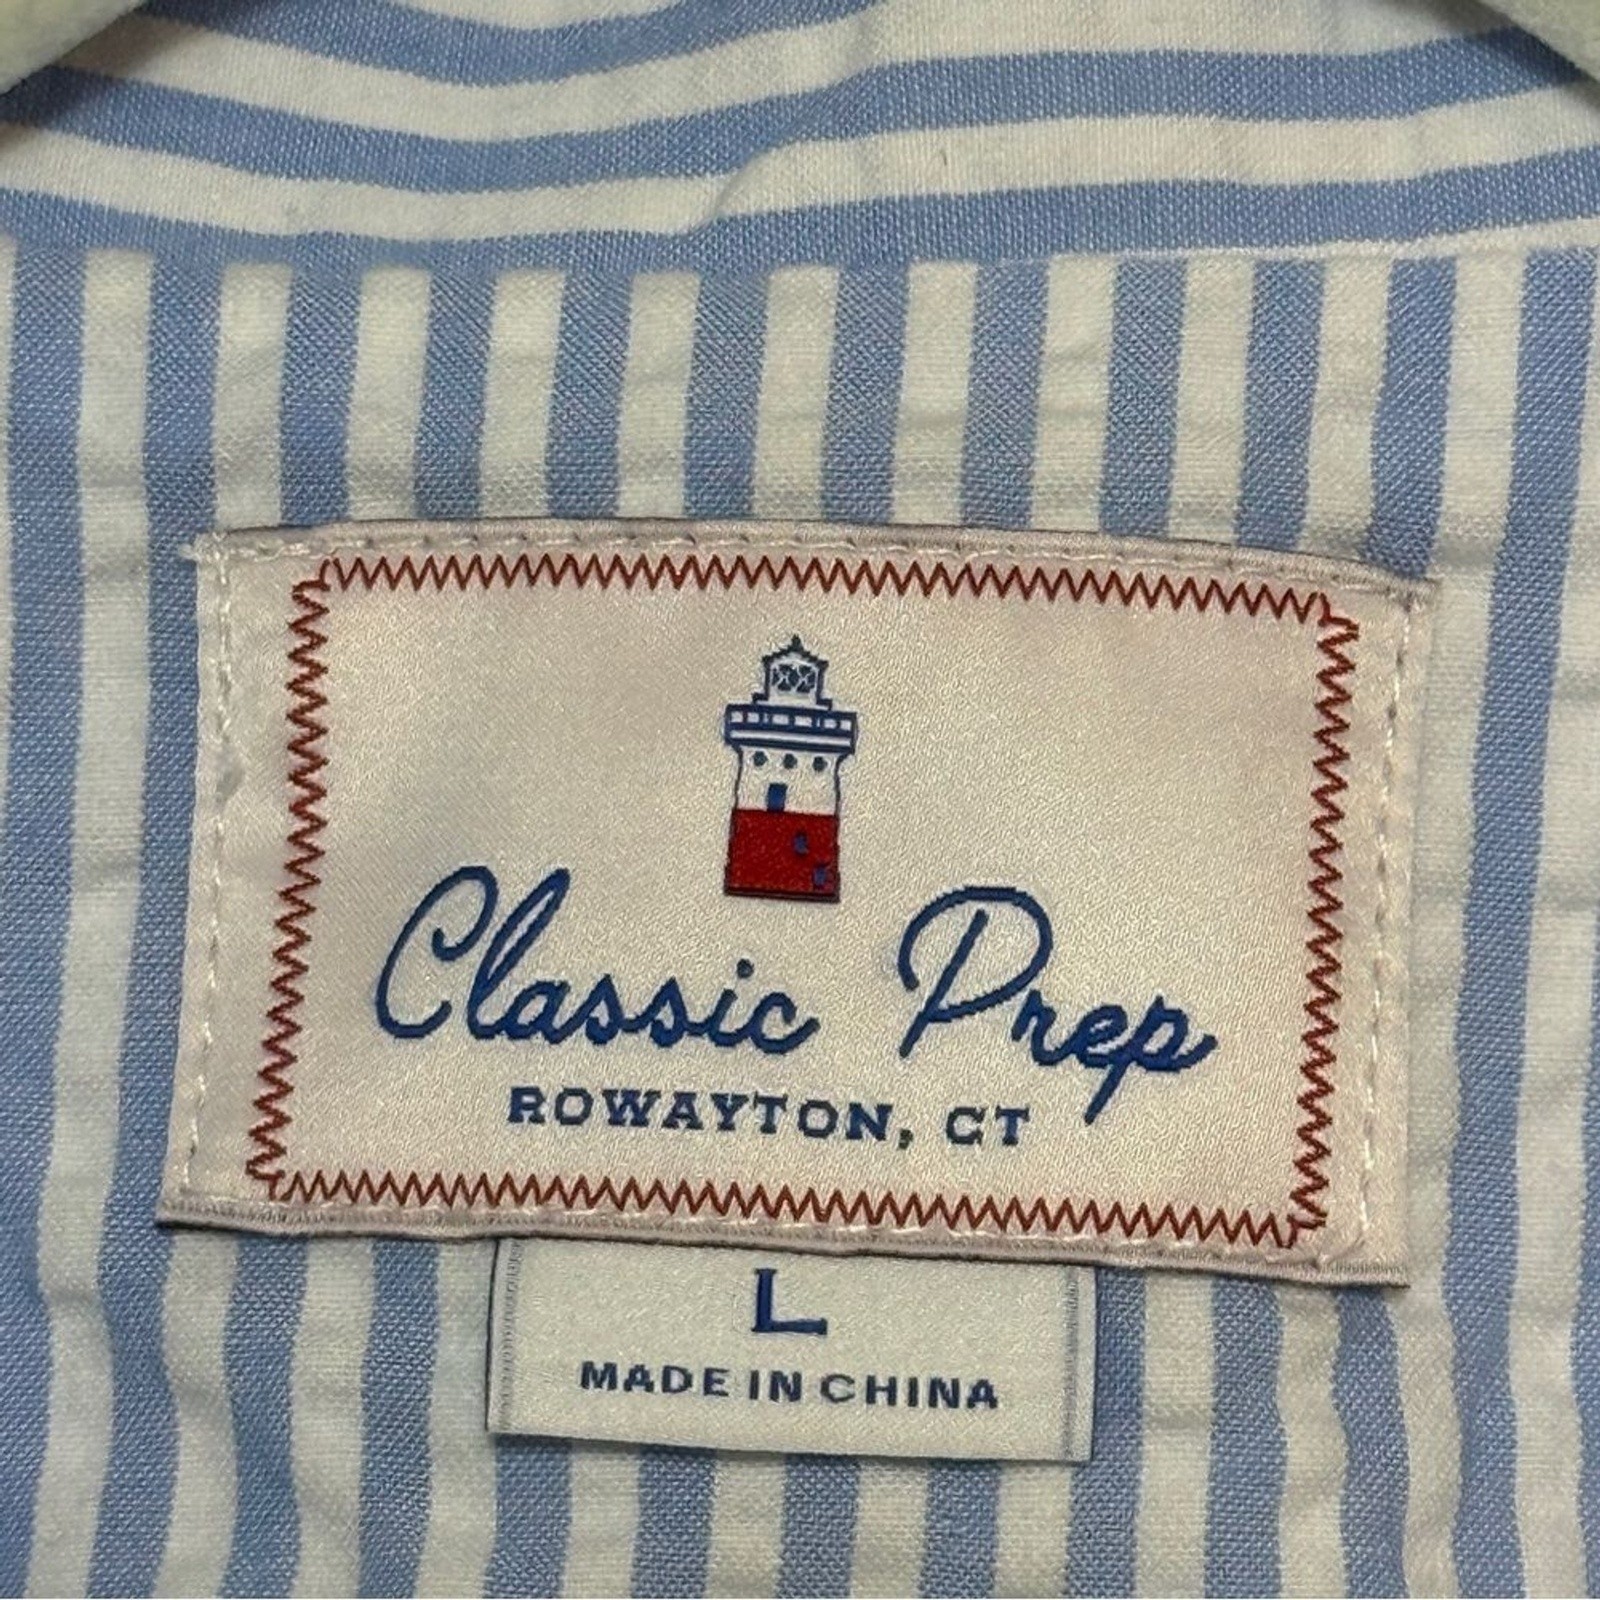 Classic Prep
ROWAYTON, CT
L
MADE IN CHINA